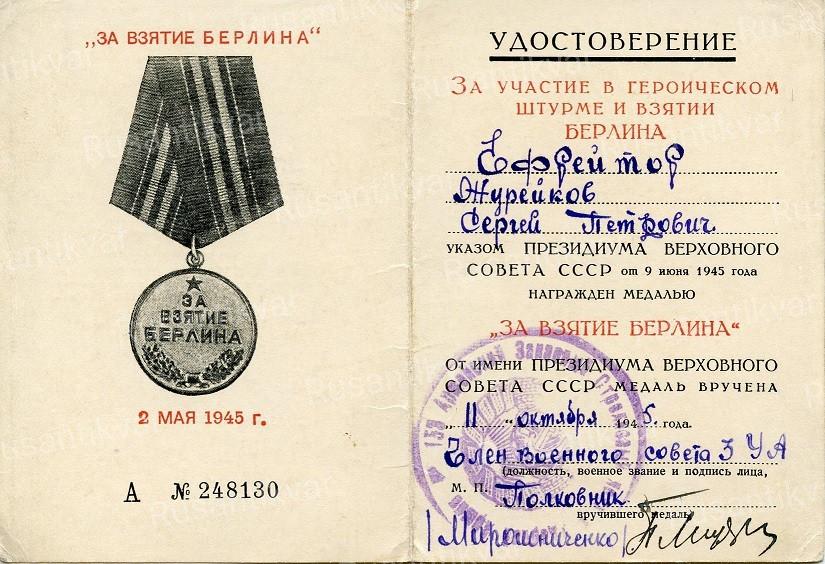 „ЗА ВЗЯТИЕ БЕРЛИНА“
ЗА
ВЗЯТИЕ
БЕРЛИНА
2 МАЯ 1945 г.
А № 248130
УДОСТОВЕРЕНИЕ
ЗА УЧАСТИЕ В ГЕРОИЧЕСКОМ
ШТУРМЕ И ВЗЯТИИ
БЕРЛИНА
Ефрейтор
Журейков
Сергей Петрович
УКАЗОМ ПРЕЗИДИУМА ВЕРХОВНОГО
СОВЕТА СССР от 9 июня 1945 года
НАГРАЖДЕН МЕДАЛЬЮ
„ЗА ВЗЯТИЕ БЕРЛИНА“
От имени ПРЕЗИДИУМА ВЕРХОВНОГО
СОВЕТА СССР МЕДАЛЬ ВРУЧЕНА
„11“ октября 1945. года.
Член военного совета 3 УА
(должность, военное звание и подпись лица,
М. П. Полковник
вручившего медаль)
/Мирошниченко/